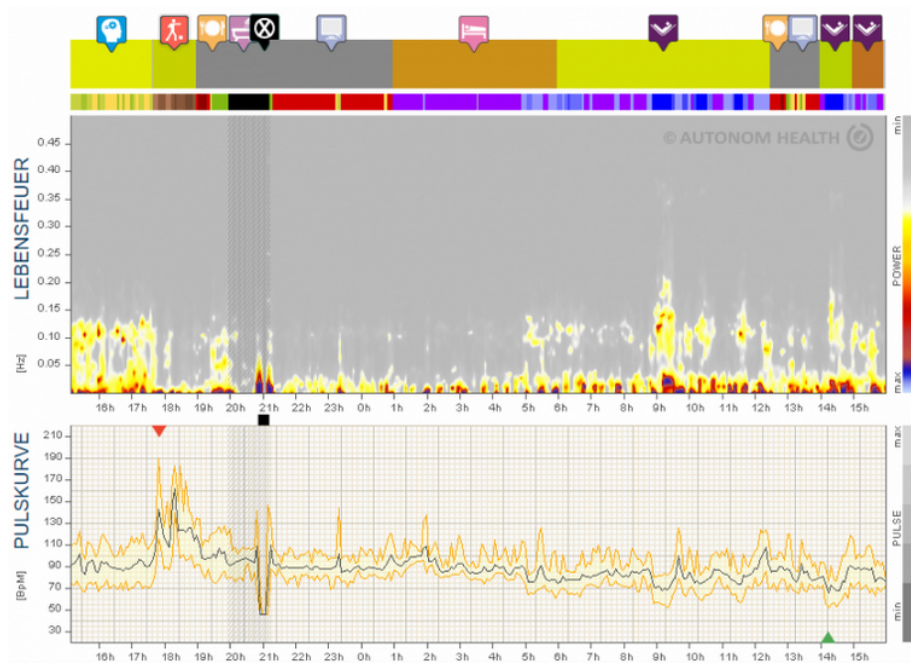 © AUTONOM HEALTH
LEBENSFEUER
[Hz]
0.45
0.40
0.35
0.30
0.25
0.20
0.15
0.10
0.05
min
POWER
max
16h 17h 18h 19h 20h 21h 22h 23h 0h 1h 2h 3h 4h 5h 6h 7h 8h 9h 10h 11h 12h 13h 14h 15h
PULSKURVE
[BpM]
210
190
170
150
130
110
90
70
50
30
max
PULSE
min
16h 17h 18h 19h 20h 21h 22h 23h 0h 1h 2h 3h 4h 5h 6h 7h 8h 9h 10h 11h 12h 13h 14h 15h